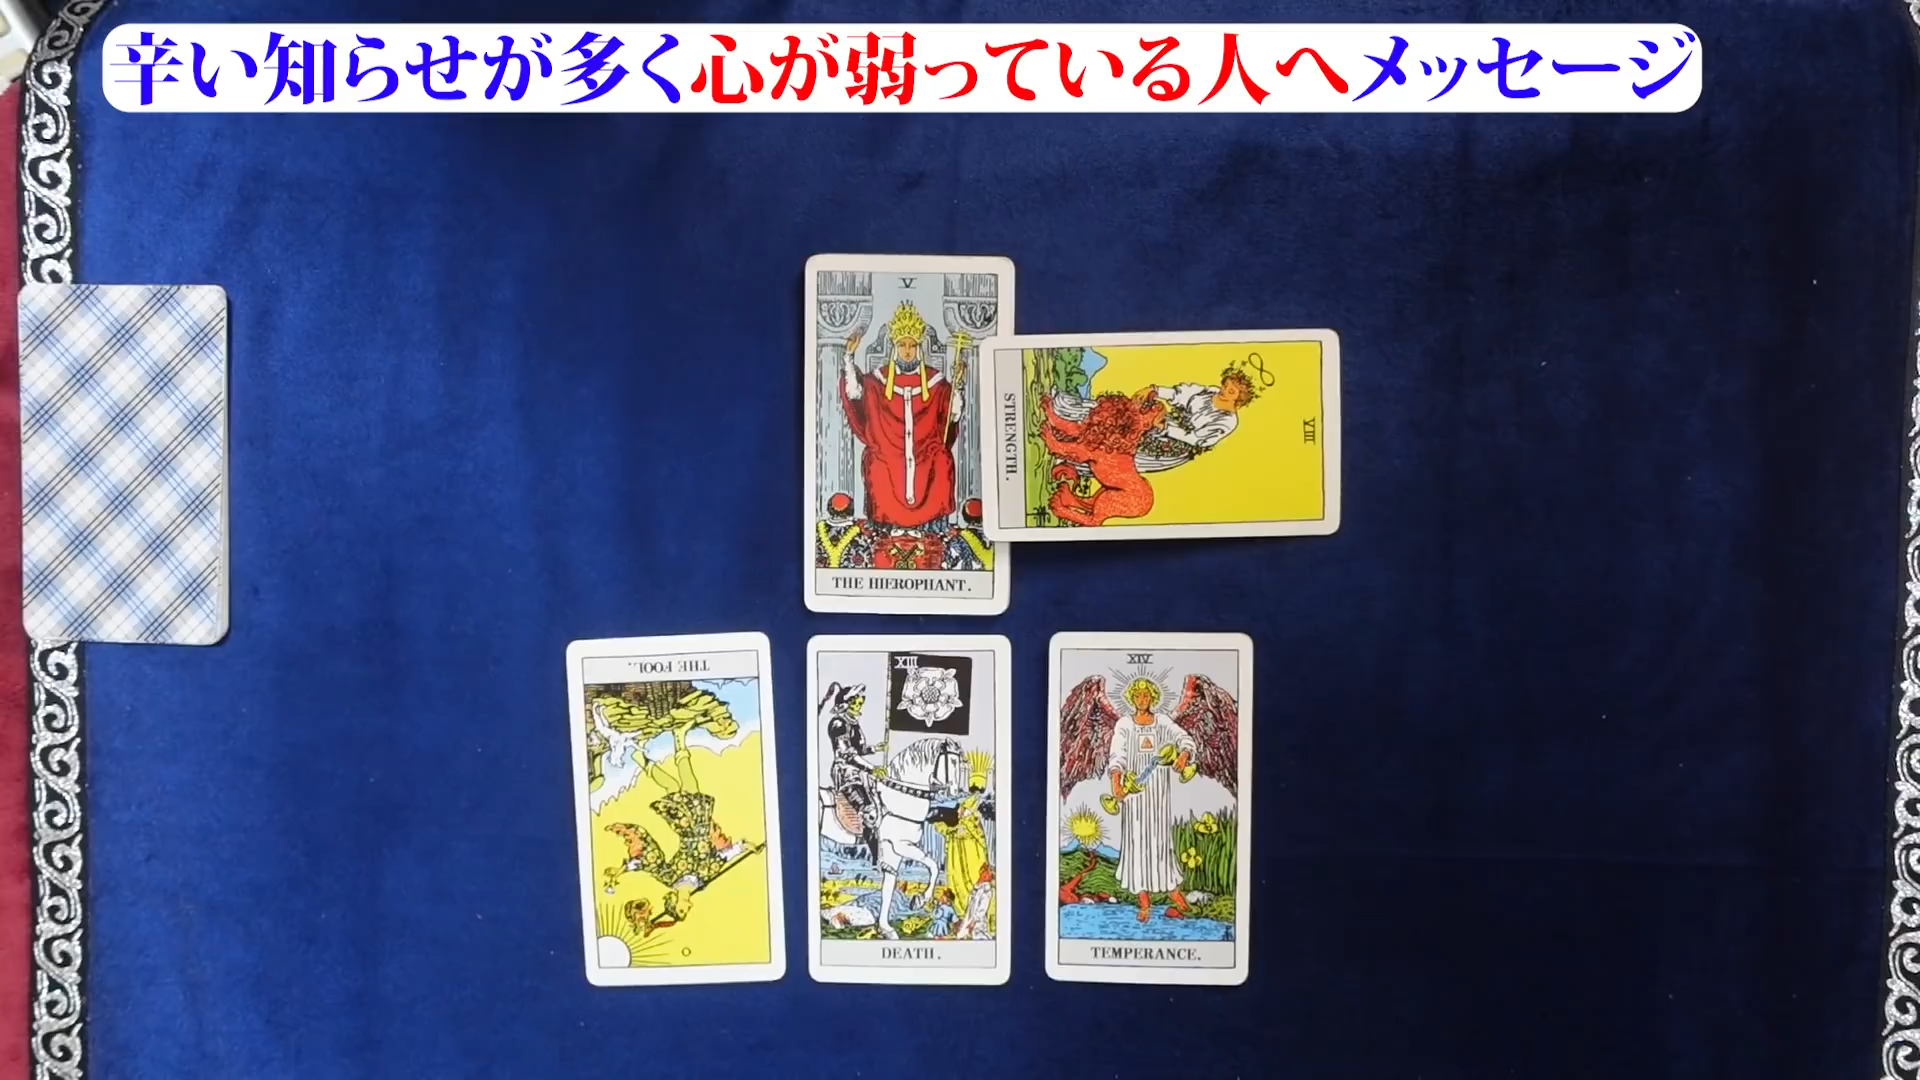 辛い知らせが多く心が弱っている人へメッセージ
V
THE HIEROPHANT.
STRENGTH.
VIII
THE FOOL.
0
XIII
DEATH.
XIV
TEMPERANCE.